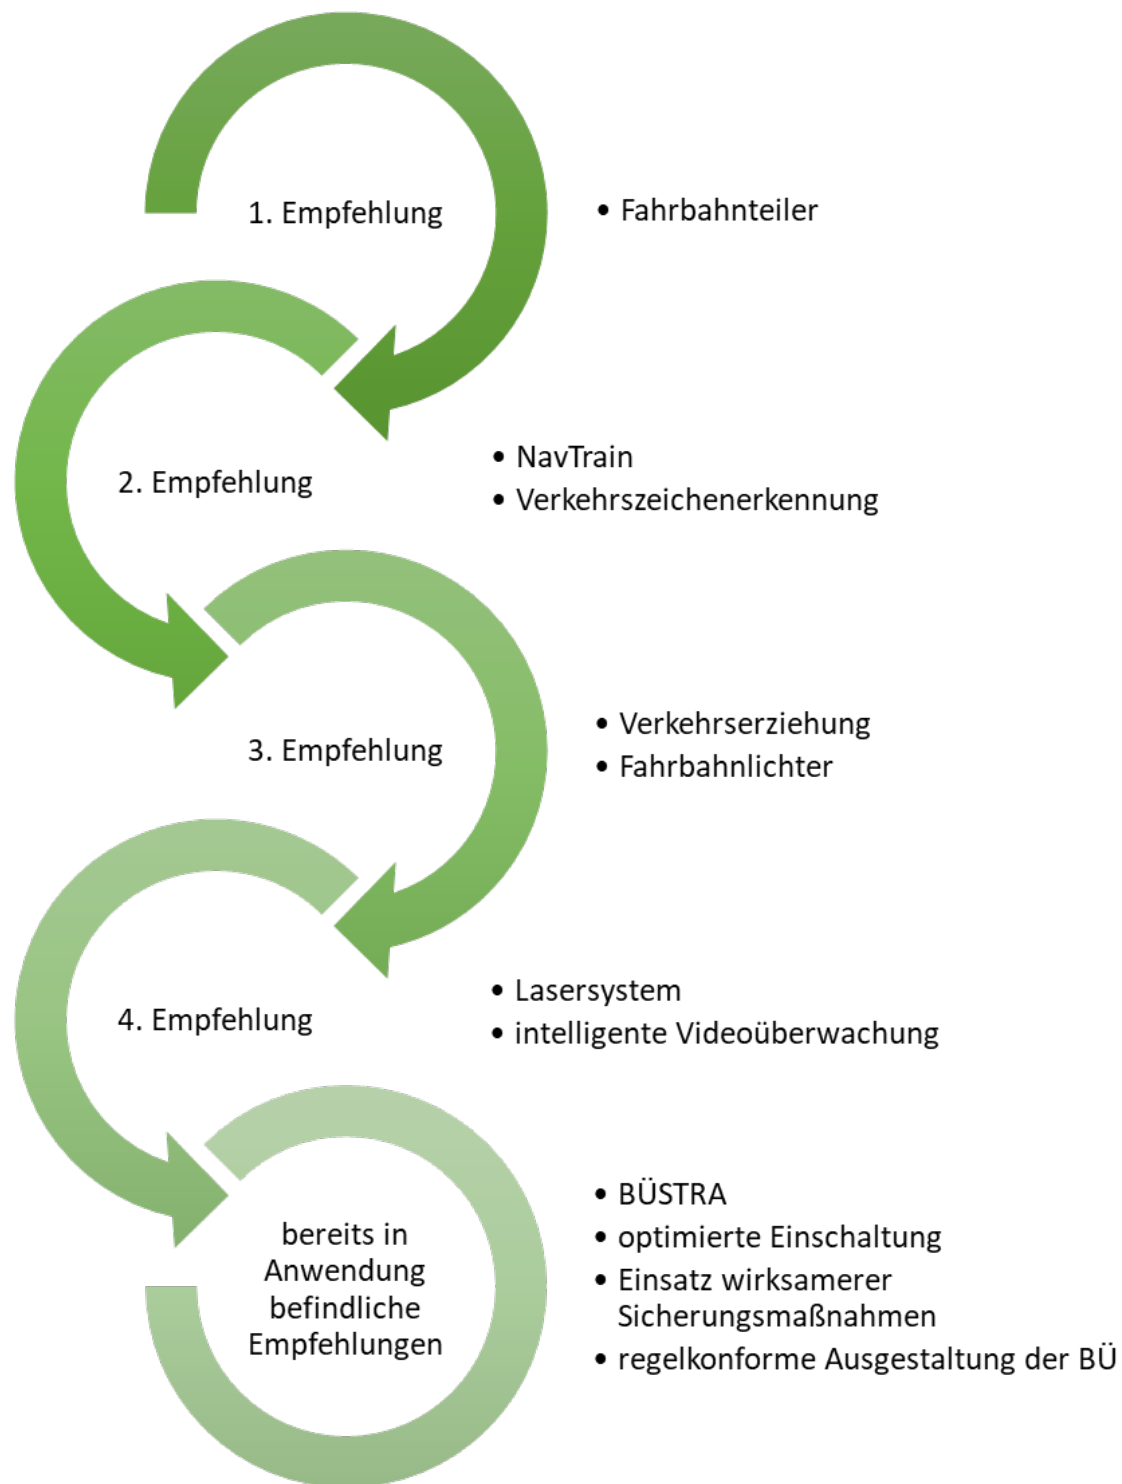 1. Empfehlung
• Fahrbahnteiler
2. Empfehlung
• NavTrain
• Verkehrszeichenerkennung
3. Empfehlung
• Verkehrserziehung
• Fahrbahnlichter
4. Empfehlung
• Lasersystem
• intelligente Videoüberwachung
bereits in
Anwendung
befindliche
Empfehlungen
• BÜSTRA
• optimierte Einschaltung
• Einsatz wirksamerer
Sicherungsmaßnahmen
• regelkonforme Ausgestaltung der BÜ